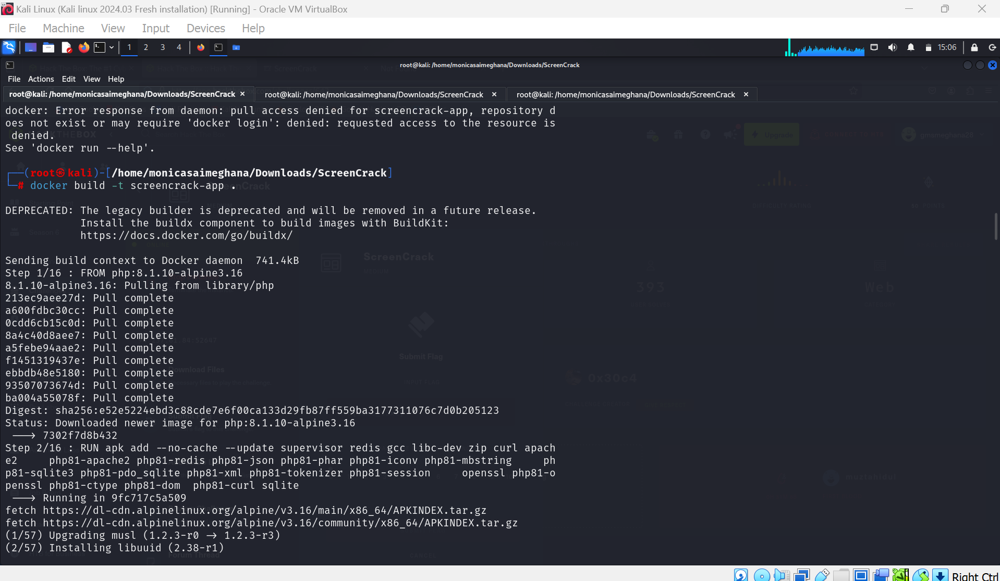 Kali Linux (Kali linux 2024.03 Fresh installation) [Running] - Oracle VM VirtualBox
File Machine View Input Devices Help
1 2 3 4 15:06
root@kali: /home/monicasaimeghana/Downloads/ScreenCrack
File Actions Edit View Help
root@kali: /home/monicasaimeghana/Downloads/ScreenCrack × root@kali: /home/monicasaimeghana/Downloads/ScreenCrack × root@kali: /home/monicasaimeghana/Downloads/ScreenCrack ×
docker: Error response from daemon: pull access denied for screencrack-app, repository d
oes not exist or may require 'docker login': denied: requested access to the resource is
denied.
See 'docker run --help'.
┌──(root㉿kali)-[/home/monicasaimeghana/Downloads/ScreenCrack]
└─# docker build -t screencrack-app .
DEPRECATED: The legacy builder is deprecated and will be removed in a future release.
Install the buildx component to build images with BuildKit:
https://docs.docker.com/go/buildx/
Sending build context to Docker daemon 741.4kB
Step 1/16 : FROM php:8.1.10-alpine3.16
8.1.10-alpine3.16: Pulling from library/php
213ec9aee27d: Pull complete
a600fdbc30cc: Pull complete
0cdd6cb15c0d: Pull complete
8a4c40d8aee7: Pull complete
a5febe94aae2: Pull complete
f1451319437e: Pull complete
ebbdb48e5180: Pull complete
93507073674d: Pull complete
ba004a55078f: Pull complete
Digest: sha256:e52e5224ebd3c88cde7e6f00ca133d29fb87ff559ba3177311076c7d0b205123
Status: Downloaded newer image for php:8.1.10-alpine3.16
---> 7302f7d8b432
Step 2/16 : RUN apk add --no-cache --update supervisor redis gcc libc-dev zip curl apach
e2 php81-apache2 php81-redis php81-json php81-phar php81-iconv php81-mbstring ph
p81-sqlite3 php81-pdo_sqlite php81-xml php81-tokenizer php81-session openssl php81-o
penssl php81-ctype php81-dom php81-curl sqlite
---> Running in 9fc717c5a509
fetch https://dl-cdn.alpinelinux.org/alpine/v3.16/main/x86_64/APKINDEX.tar.gz
fetch https://dl-cdn.alpinelinux.org/alpine/v3.16/community/x86_64/APKINDEX.tar.gz
(1/57) Upgrading musl (1.2.3-r0 -> 1.2.3-r3)
(2/57) Installing libuuid (2.38-r1)
Upgrade
gmsmeghana28
ScreenCrack
393
Web
Submit Flag
Download Files
0x30c4
Forum Thread
Right Ctrl